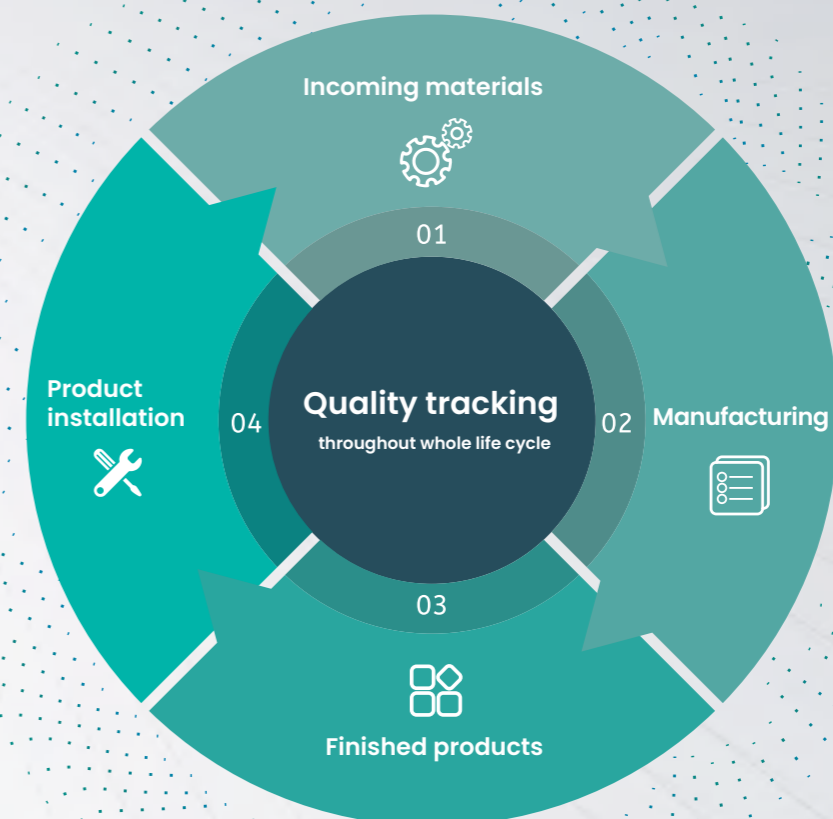 Incoming materials
01
Quality tracking
throughout whole life cycle
02
Manufacturing
03
Finished products
04
Product
installation